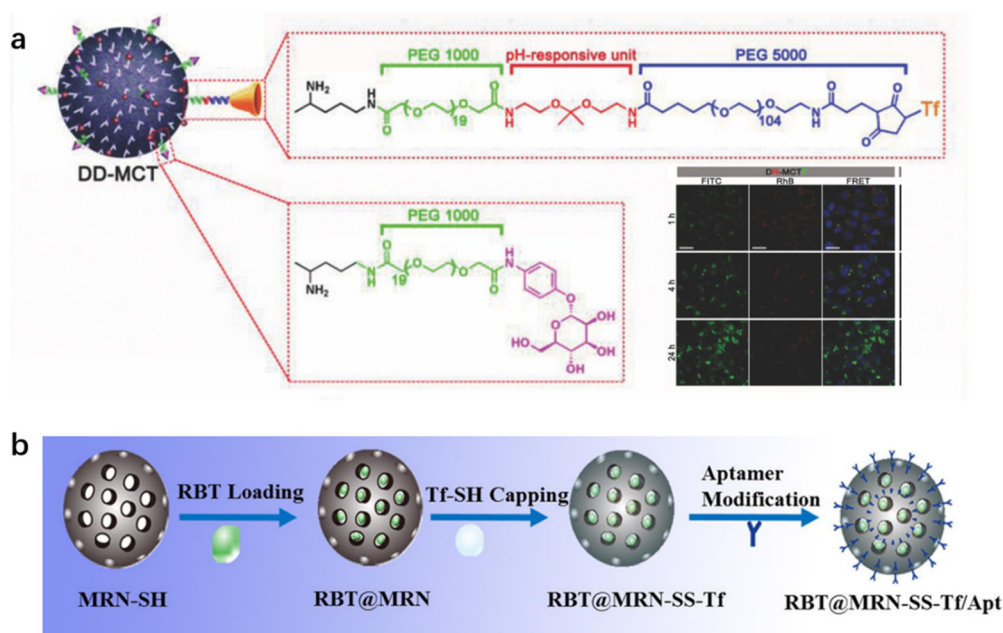 a
PEG 1000
pH-responsive unit
PEG 5000
NH2
H
N
O
O
19
O
O
N
H
O
O
N
H
O
O
104
O
H
N
O
O
O
Tf
DD-MCT
DR-MCT
FITC
RhB
FRET
1 h
4 h
24 h
PEG 1000
NH2
N
H
O
19
O
O
O
H
N
O
O
OH
HO
OH
OH
b
RBT Loading
Tf-SH Capping
Aptamer
Modification
MRN-SH
RBT@MRN
RBT@MRN-SS-Tf
RBT@MRN-SS-Tf/Apt